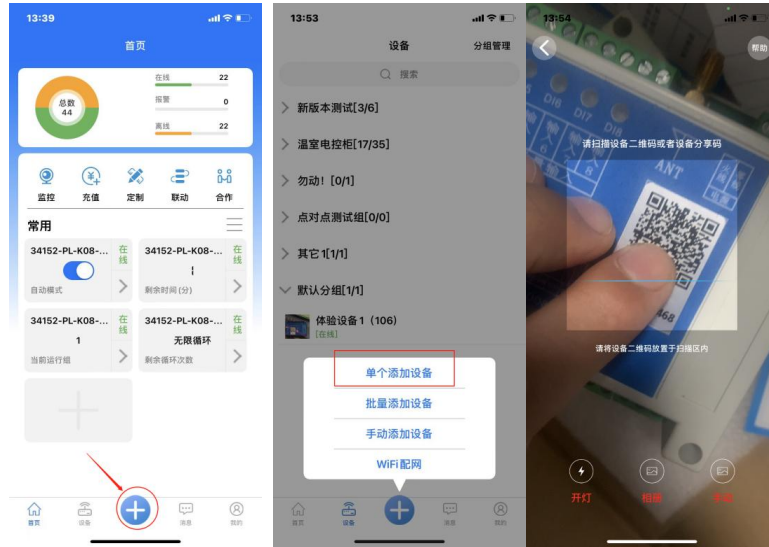 13:39
首页
总数
44
在线 22
报警 0
离线 22
监控 充值 定制 联动 合作
常用
34152-PL-K08-... 在线
自动模式
34152-PL-K08-... 在线
剩余时间(分)
34152-PL-K08-... 在线
1
当前运行组
34152-PL-K08-... 在线
无限循环
剩余循环次数
首页 设备 消息 我的
13:53
设备 分组管理
搜索
新版本测试[3/6]
温室电控柜[17/35]
勿动![0/1]
点对点测试组[0/0]
其它1[1/1]
默认分组[1/1]
体验设备1(106)
[在线]
单个添加设备
批量添加设备
手动添加设备
WiFi配网
首页 设备 消息 我的
13:54
帮助
DI6 DI7 DI8
请扫描设备二维码或者设备分享码
ANT
468
请将设备二维码放置于扫描区内
开灯 相册